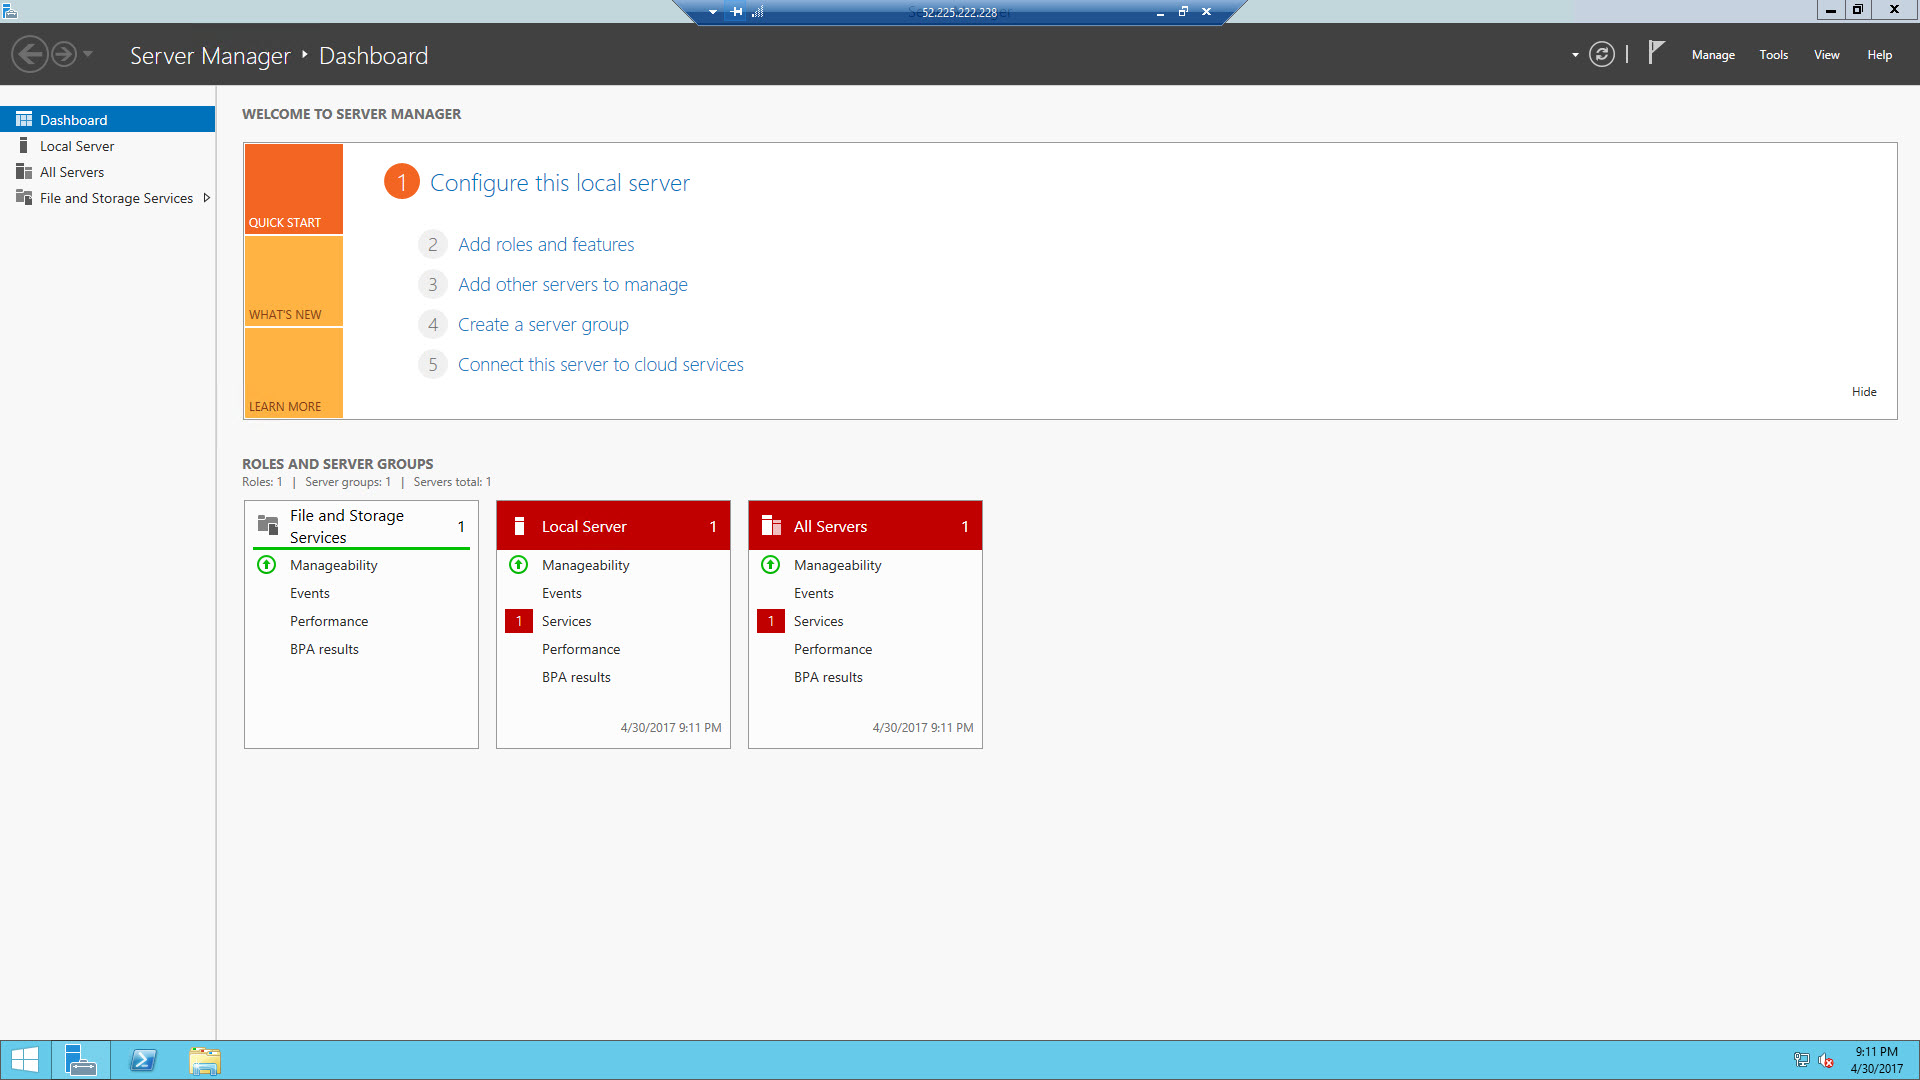 52.225.222.228
Server Manager
Dashboard
Manage
Tools
View
Help
Dashboard
Local Server
All Servers
File and Storage Services
WELCOME TO SERVER MANAGER
QUICK START
WHAT'S NEW
LEARN MORE
1 Configure this local server
2 Add roles and features
3 Add other servers to manage
4 Create a server group
5 Connect this server to cloud services
Hide
ROLES AND SERVER GROUPS
Roles: 1 | Server groups: 1 | Servers total: 1
File and Storage
Services
1
Manageability
Events
Performance
BPA results
Local Server 1
Manageability
Events
1 Services
Performance
BPA results
4/30/2017 9:11 PM
All Servers 1
Manageability
Events
1 Services
Performance
BPA results
4/30/2017 9:11 PM
9:11 PM
4/30/2017